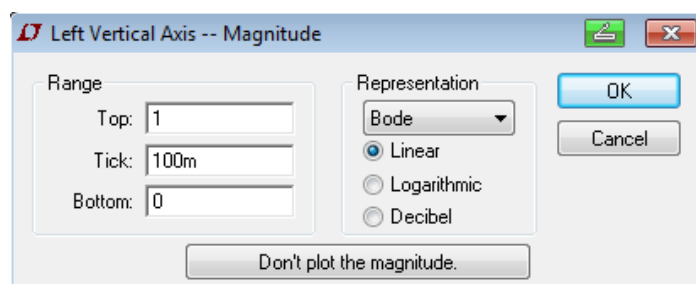 Left Vertical Axis -- Magnitude
Range
Top: 1
Tick: 100m
Bottom: 0
Representation
Bode
Linear
Logarithmic
Decibel
OK
Cancel
Don't plot the magnitude.